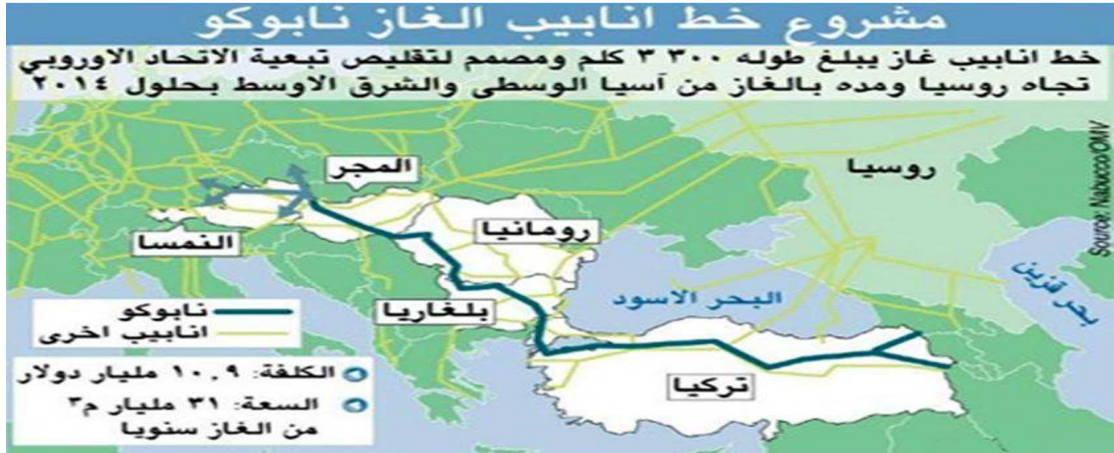 مشروع خط انابيب الغاز نابوكو
خط انابيب غاز يبلغ طوله ٣٣٠٠ كلم ومصمم لتقليص تبعية الاتحاد الاوروبي
تجاه روسيا ومده بالغاز من آسيا الوسطى والشرق الاوسط بحلول ٢٠١٤
Source: Nabucco/OMV
روسيا
المجر
رومانيا
النمسا
بحر قزين
البحر الاسود
بلغاريا
نابوكو
انابيب اخرى
تركيا
الكلفة: ١٠,٩ مليار دولار
السعة: ٣١ مليار م٣
من الغاز سنويا